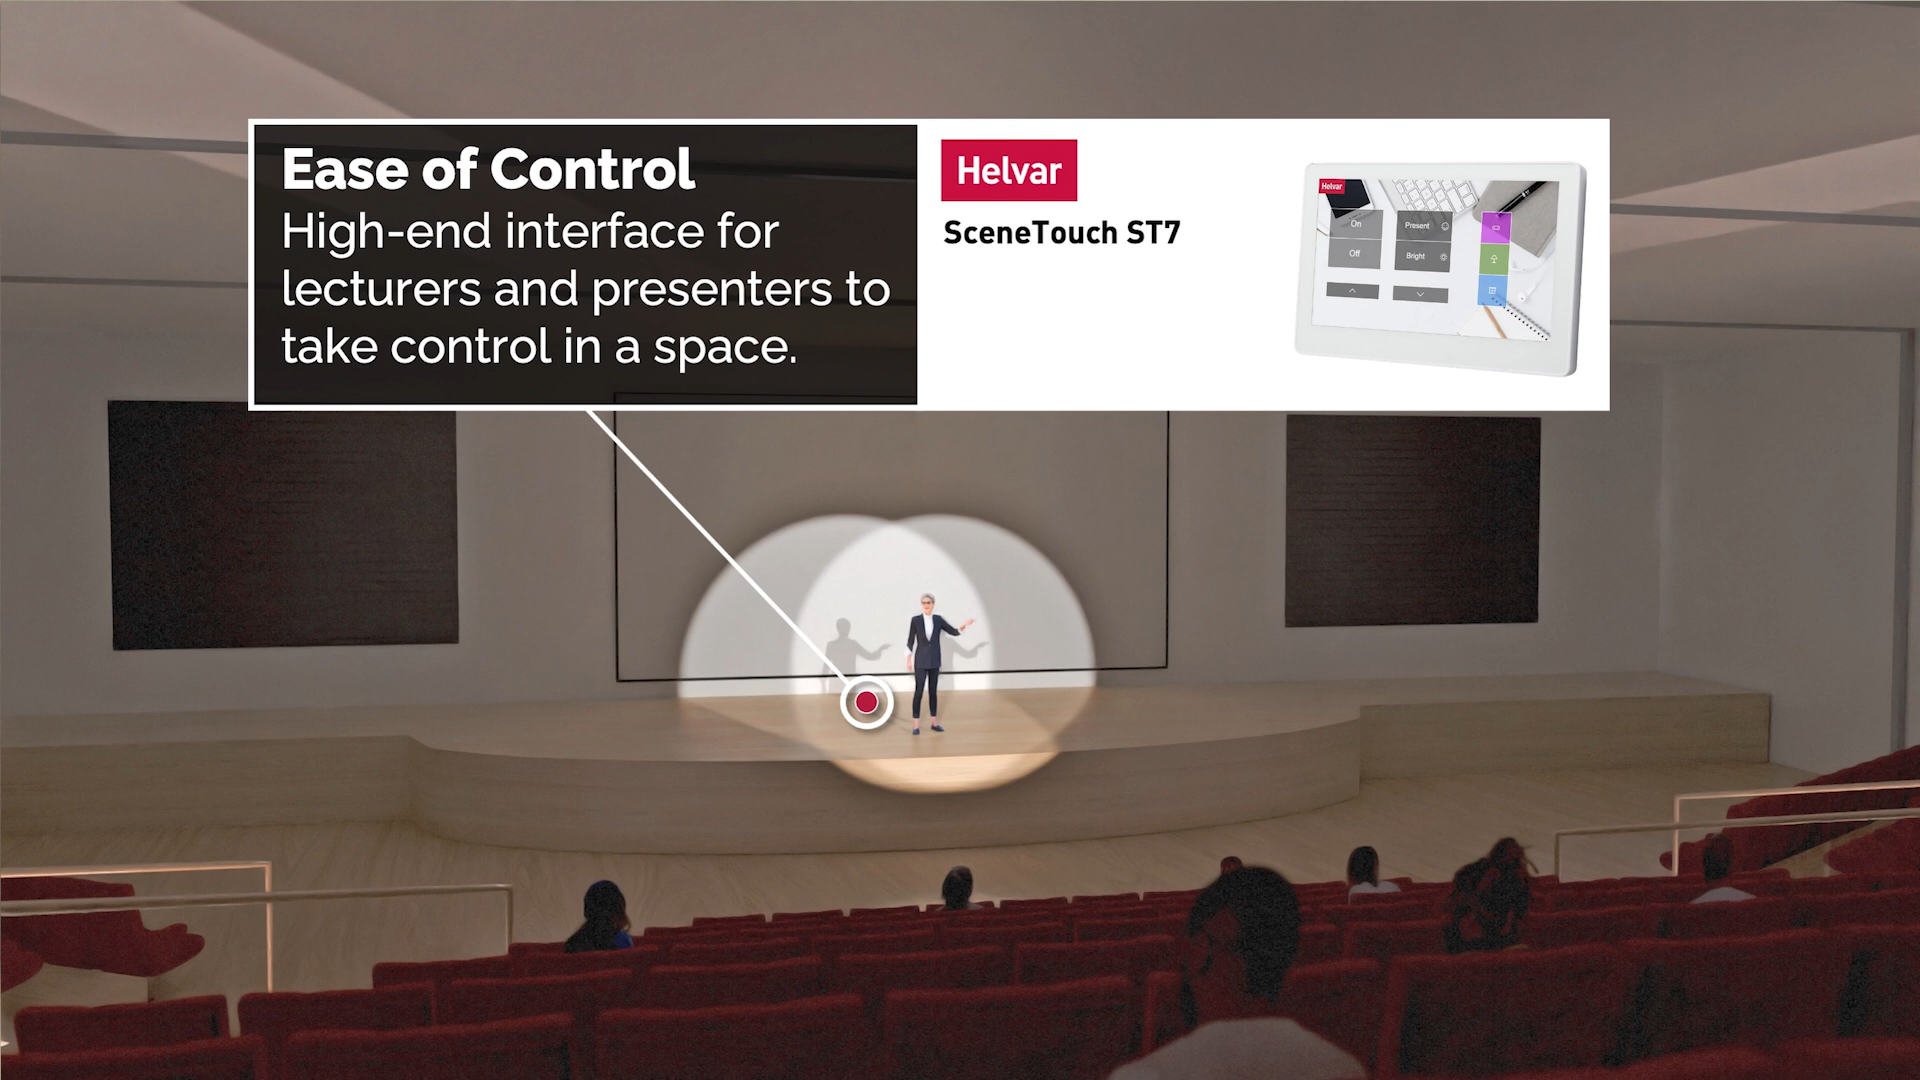 Ease of Control
High-end interface for
lecturers and presenters to
take control in a space.
Helvar
SceneTouch ST7
Helvar
On
Present
Off
Bright